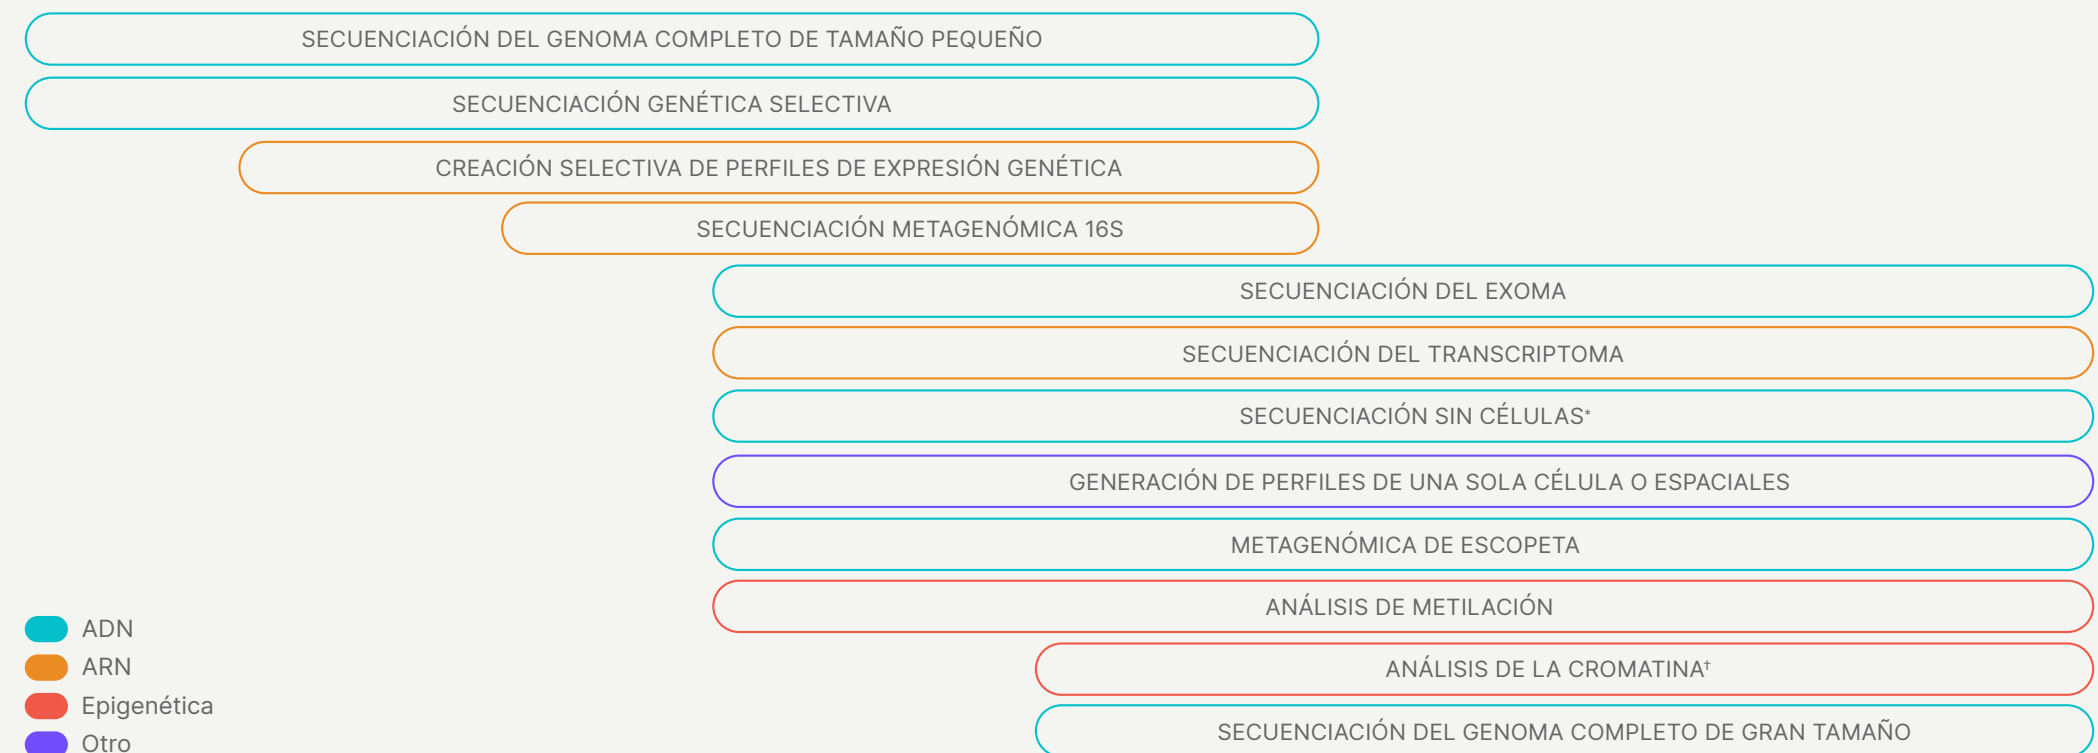 SECUENCIACIÓN DEL GENOMA COMPLETO DE TAMAÑO PEQUEÑO
SECUENCIACIÓN GENÉTICA SELECTIVA
CREACIÓN SELECTIVA DE PERFILES DE EXPRESIÓN GENÉTICA
SECUENCIACIÓN METAGENÓMICA 16S
SECUENCIACIÓN DEL EXOMA
SECUENCIACIÓN DEL TRANSCRIPTOMA
SECUENCIACIÓN SIN CÉLULAS*
GENERACIÓN DE PERFILES DE UNA SOLA CÉLULA O ESPACIALES
METAGENÓMICA DE ESCOPETA
ANÁLISIS DE METILACIÓN
ANÁLISIS DE LA CROMATINA†
SECUENCIACIÓN DEL GENOMA COMPLETO DE GRAN TAMAÑO
ADN
ARN
Epigenética
Otro